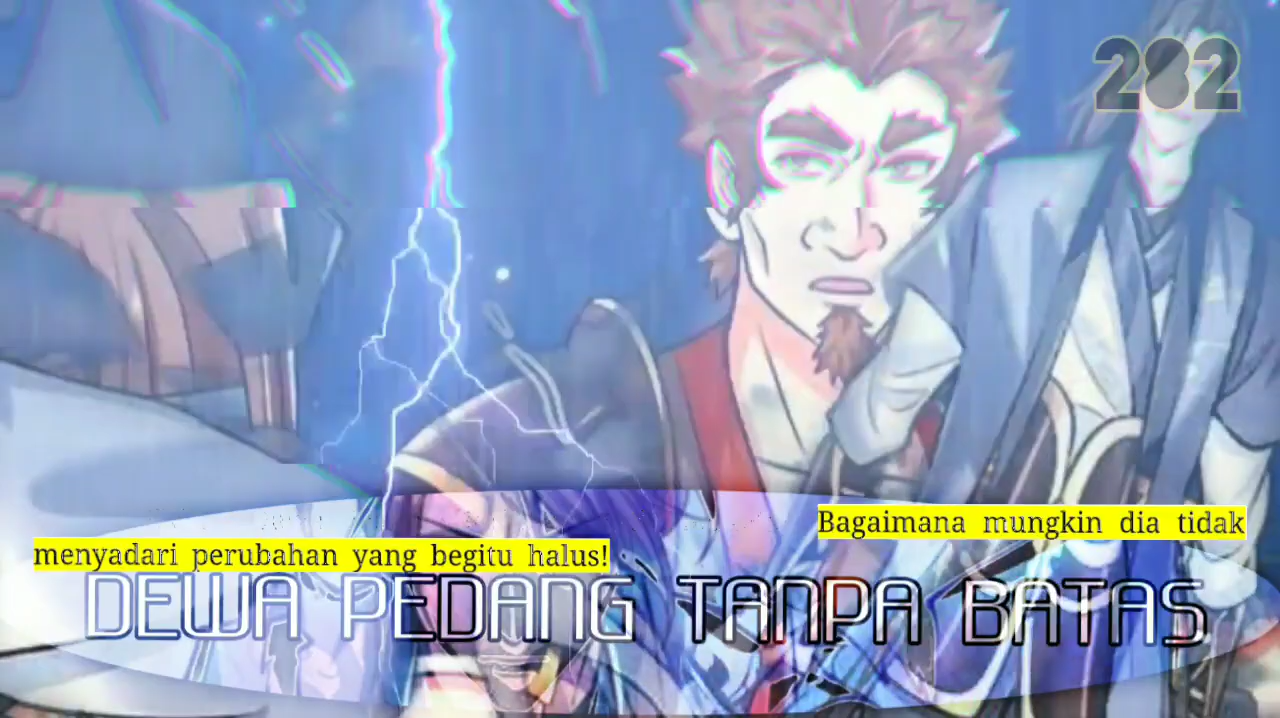 282
Bagaimana mungkin dia tidak
menyadari perubahan yang begitu halus!
DEWA PEDANG TANPA BATAS